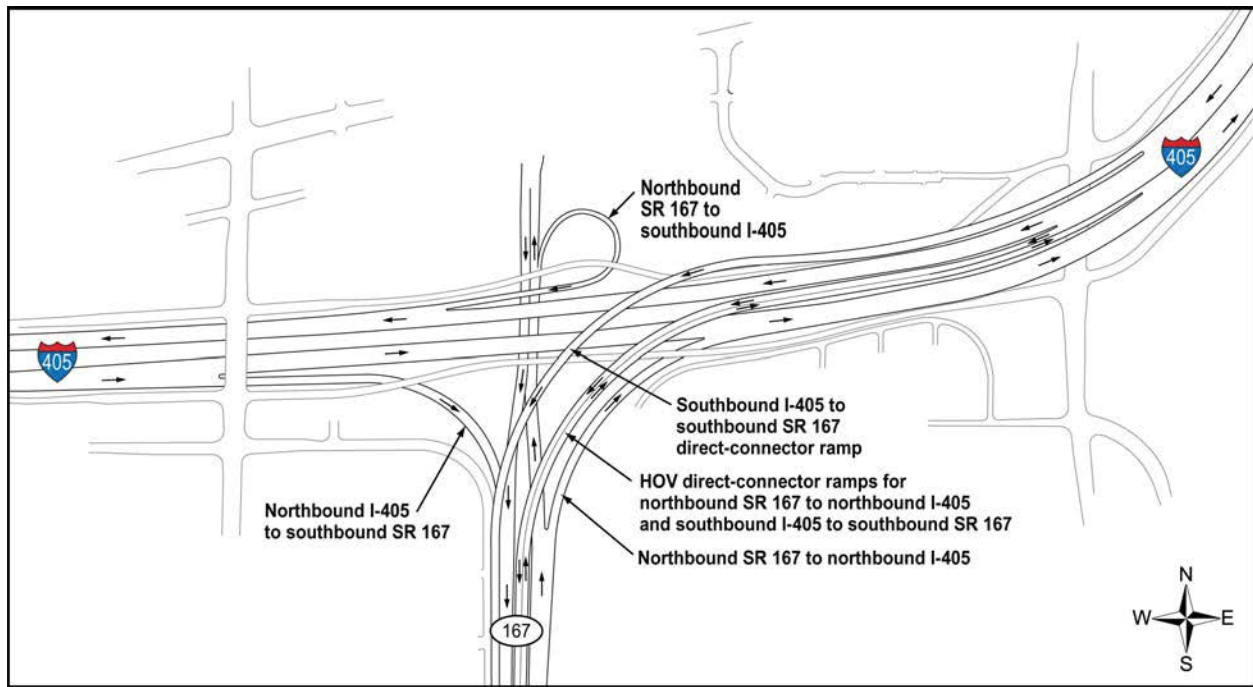 405
Northbound
SR 167 to
southbound I-405
405
Southbound I-405 to
southbound SR 167
direct-connector ramp
HOV direct-connector ramps for
northbound SR 167 to northbound I-405
and southbound I-405 to southbound SR 167
Northbound I-405
to southbound SR 167
Northbound SR 167 to northbound I-405
167
N
W E
S